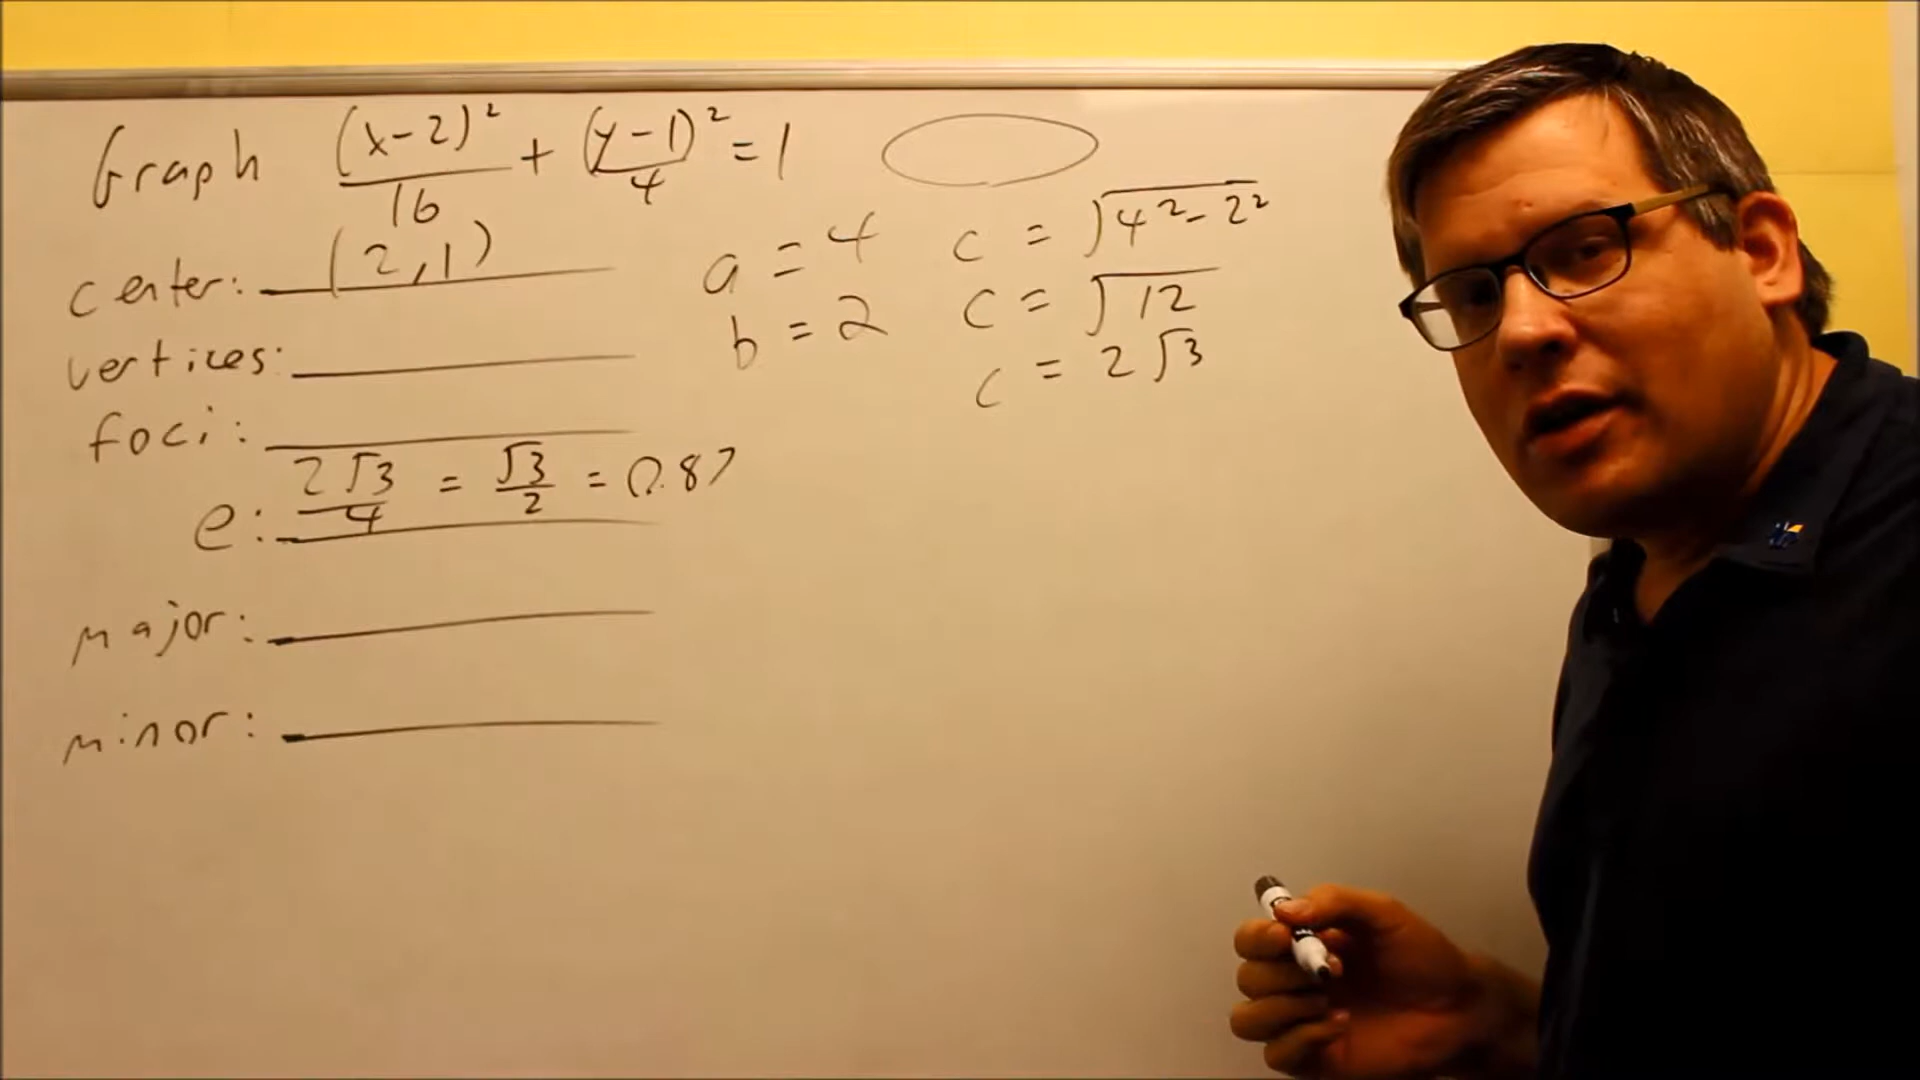 Graph (x-2)²/16 + (y-1)²/4 = 1
center: (2,1)
vertices:
foci:
e: 2√3/4 = √3/2 = 0.87
major:
minor:
a = 4
b = 2
c = √(4²-2²)
c = √12
c = 2√3